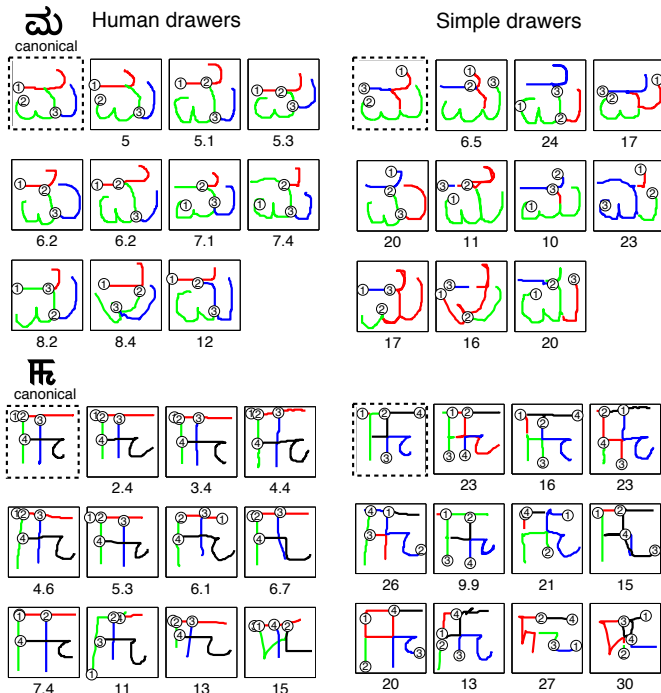 ಮ Human drawers Simple drawers
canonical
5 5.1 5.3 6.5 24 17
6.2 6.2 7.1 7.4 20 11 10 23
8.2 8.4 12 17 16 20
canonical
2.4 3.4 4.4 23 16 23
4.6 5.3 6.1 6.7 26 9.9 21 15
7.4 11 13 15 20 13 27 30